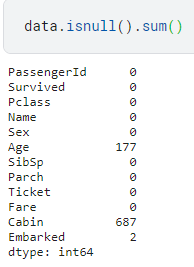 data.isnull().sum()
PassengerId 0
Survived 0
Pclass 0
Name 0
Sex 0
Age 177
SibSp 0
Parch 0
Ticket 0
Fare 0
Cabin 687
Embarked 2
dtype: int64